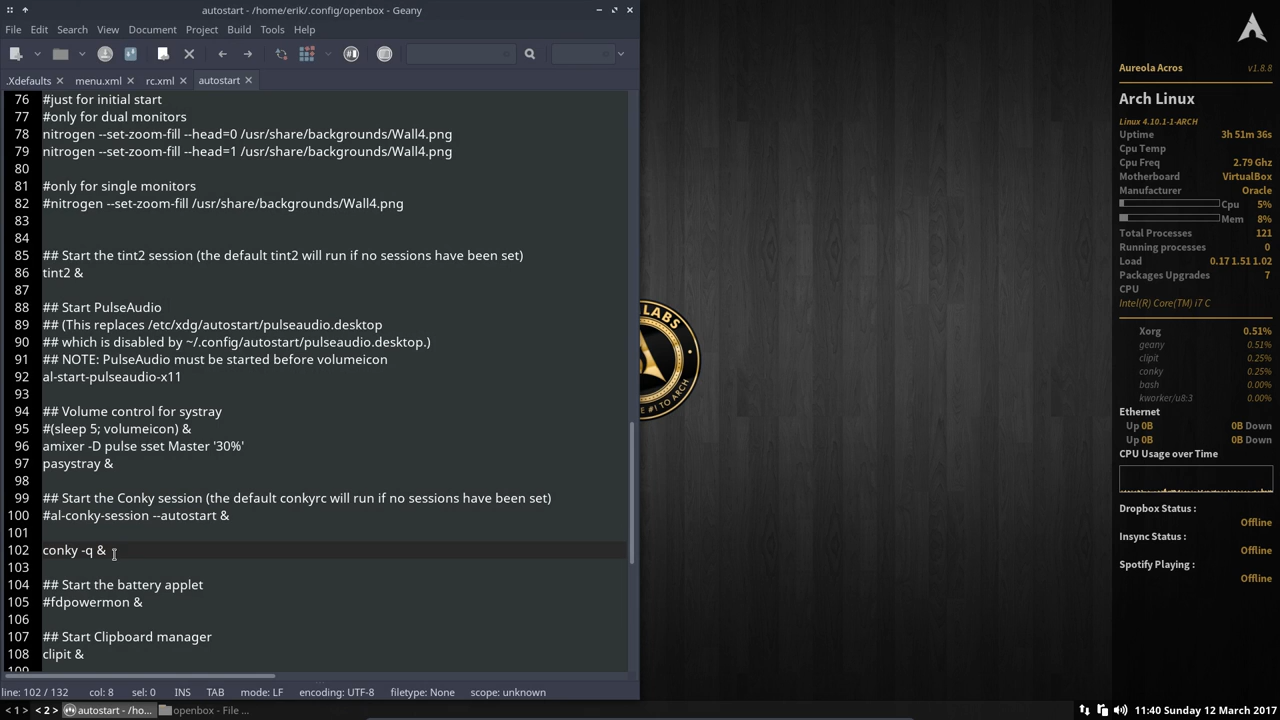 autostart - /home/erik/.config/openbox - Geany
File Edit Search View Document Project Build Tools Help
.Xdefaults menu.xml rc.xml autostart
76 #just for initial start
77 #only for dual monitors
78 nitrogen --set-zoom-fill --head=0 /usr/share/backgrounds/Wall4.png
79 nitrogen --set-zoom-fill --head=1 /usr/share/backgrounds/Wall4.png
80
81 #only for single monitors
82 #nitrogen --set-zoom-fill /usr/share/backgrounds/Wall4.png
83
84
85 ## Start the tint2 session (the default tint2 will run if no sessions have been set)
86 tint2 &
87
88 ## Start PulseAudio
89 ## (This replaces /etc/xdg/autostart/pulseaudio.desktop
90 ## which is disabled by ~/.config/autostart/pulseaudio.desktop.)
91 ## NOTE: PulseAudio must be started before volumeicon
92 al-start-pulseaudio-x11
93
94 ## Volume control for systray
95 #(sleep 5; volumeicon) &
96 amixer -D pulse sset Master '30%'
97 pasystray &
98
99 ## Start the Conky session (the default conkyrc will run if no sessions have been set)
100 #al-conky-session --autostart &
101
102 conky -q &
103
104 ## Start the battery applet
105 #fdpowermon &
106
107 ## Start Clipboard manager
108 clipit &
109
line: 102 / 132 col: 8 sel: 0 INS TAB mode: LF encoding: UTF-8 filetype: None scope: unknown
LABS
#1 TO ARCH
Aureola Acros v1.8.8
Arch Linux
Linux 4.10.1-1-ARCH
Uptime 3h 51m 36s
Cpu Temp
Cpu Freq 2.79 Ghz
Motherboard VirtualBox
Manufacturer Oracle
Cpu 5%
Mem 8%
Total Processes 121
Running processes 0
Load 0.17 1.51 1.02
Packages Upgrades 7
CPU
Intel(R) Core(TM) i7 C
Xorg 0.51%
geany 0.51%
clipit 0.25%
conky 0.25%
bash 0.00%
kworker/u8:3 0.00%
Ethernet
Up 0B 0B Down
Up 0B 0B Down
CPU Usage over Time
Dropbox Status :
Offline
Insync Status :
Offline
Spotify Playing :
Offline
< 1 > < 2 > autostart - /ho... openbox - File ... 11:40 Sunday 12 March 2017